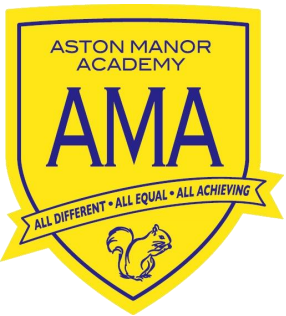 ASTON MANOR
ACADEMY
AMA
ALL DIFFERENT • ALL EQUAL • ALL ACHIEVING